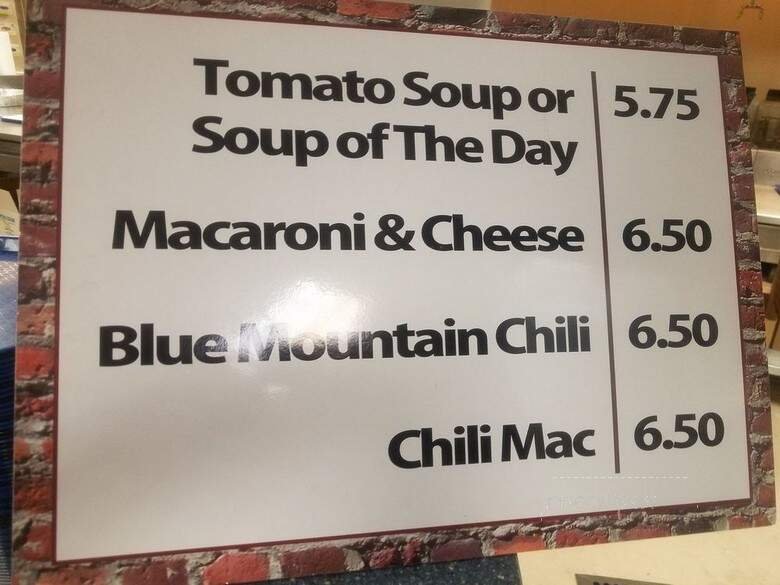 Tomato Soup or 5.75
Soup of The Day
Macaroni & Cheese 6.50
Blue Mountain Chili 6.50
Chili Mac 6.50